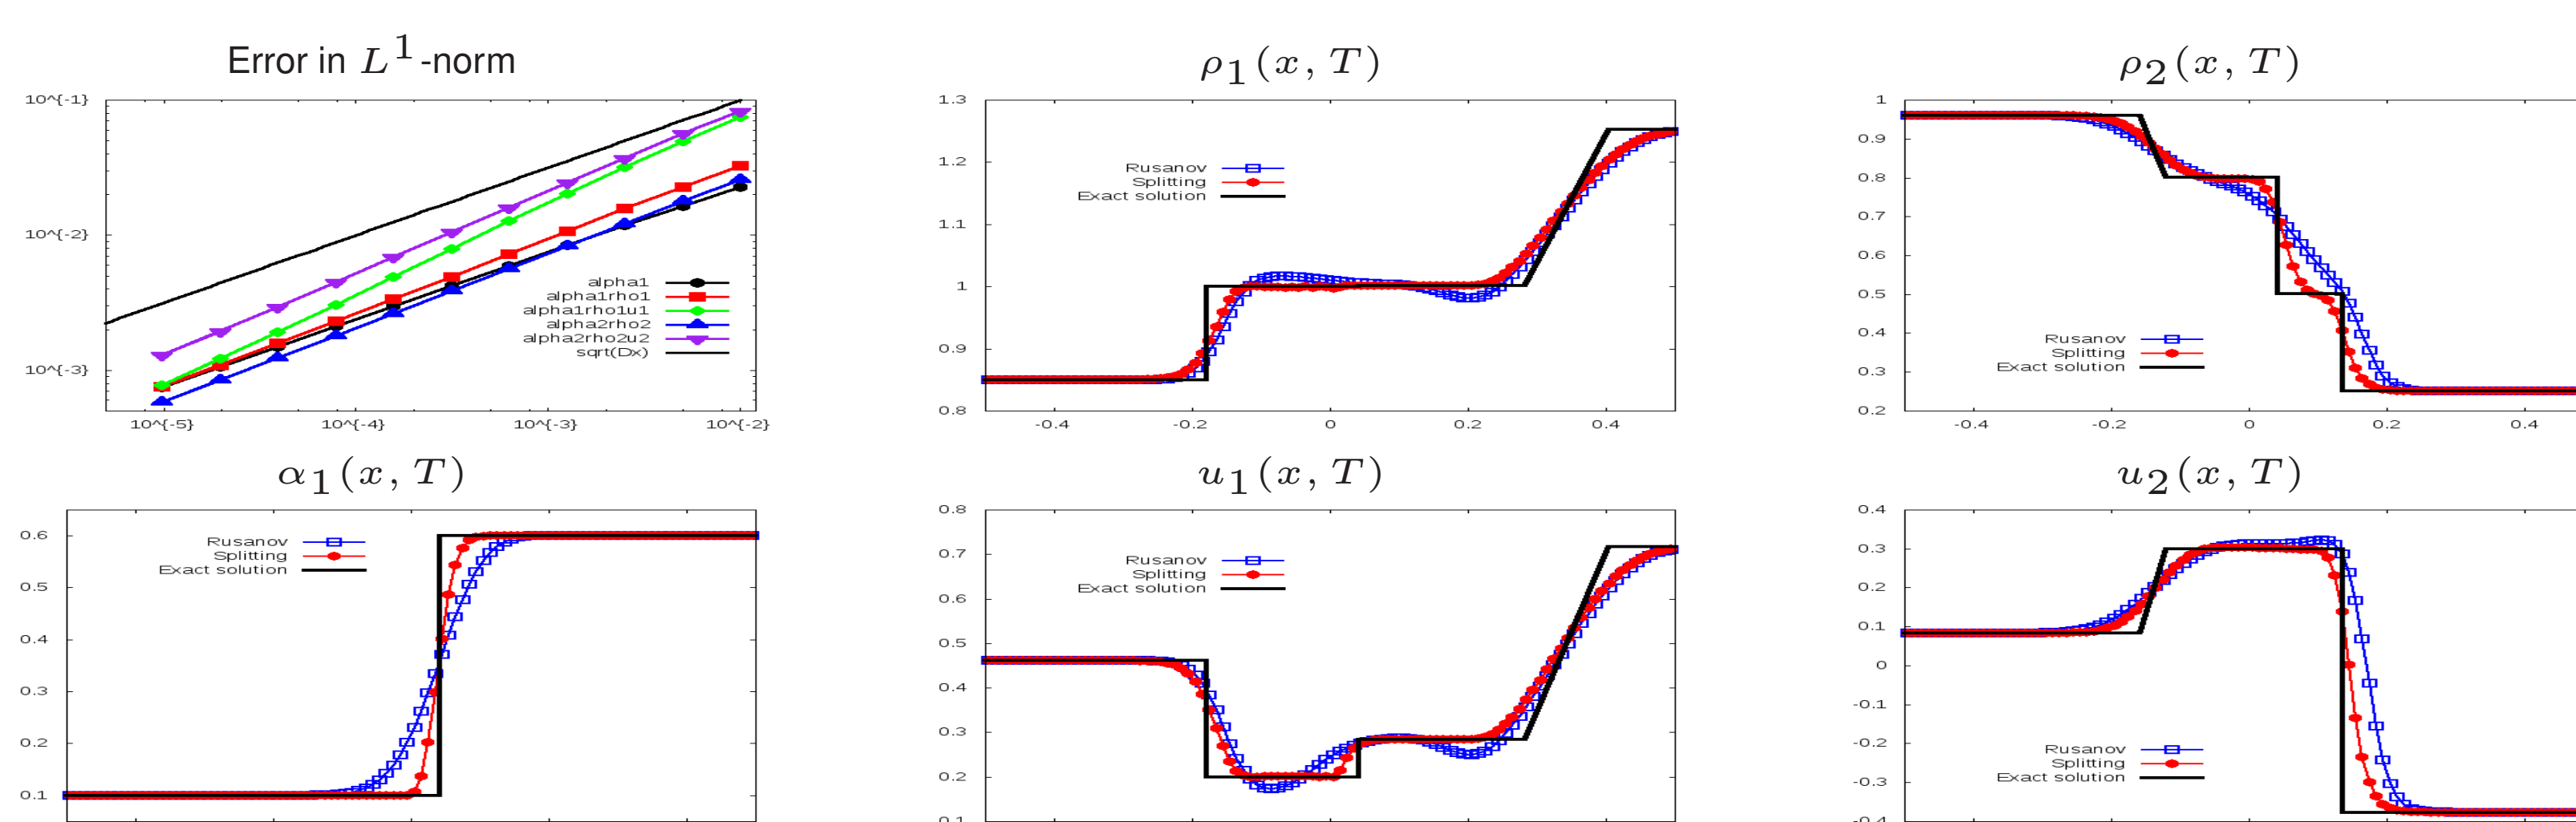 Error in L^1-norm
10^{-1}
10^{-2}
10^{-3}
alpha1
alpha1rho1
alpha1rho1u1
alpha2rho2
alpha2rho2u2
sqrt(Dx)
10^{-5} 10^{-4} 10^{-3} 10^{-2}
ρ1(x, T)
1.3
1.2
1.1
1
0.9
0.8
Rusanov
Splitting
Exact solution
-0.4 -0.2 0 0.2 0.4
ρ2(x, T)
1
0.9
0.8
0.7
0.6
0.5
0.4
0.3
0.2
Rusanov
Splitting
Exact solution
-0.4 -0.2 0 0.2 0.4
α1(x, T)
0.6
0.5
0.4
0.3
0.2
0.1
Rusanov
Splitting
Exact solution
u1(x, T)
0.8
0.7
0.6
0.5
0.4
0.3
0.2
0.1
Rusanov
Splitting
Exact solution
u2(x, T)
0.4
0.3
0.2
0.1
0
-0.1
-0.2
-0.3
-0.4
Rusanov
Splitting
Exact solution